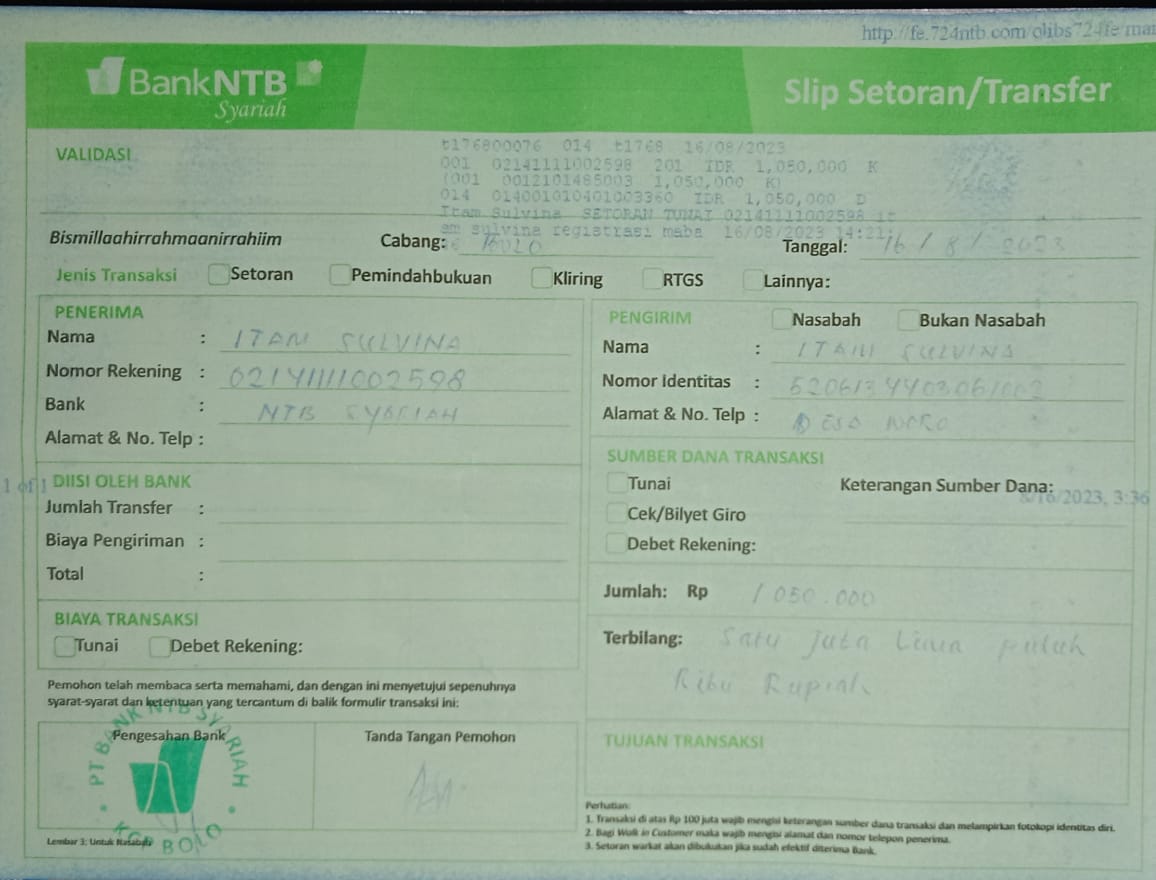 http://fe.724ntb.com/olibs724fe/mai
BankNTB
Syariah
Slip Setoran/Transfer
VALIDASI
t176800076 014 t1768 16/08/2023
001 02141111002598 201 IDR 1,050,000 K
(001 0012101485003 1,050,000 K)
014 014001010401003360 IDR 1,050,000 D
Itam Sulvina SETORAN TUNAI 02141111002598 it
am sulvina registrasi maba 16/08/2023 14:21:
Bismillaahirrahmaanirrahiim Cabang: Tanggal: 16/8/2023
Jenis Transaksi Setoran Pemindahbukuan Kliring RTGS Lainnya:
PENERIMA
Nama : ITAM SULVINA
Nomor Rekening : 02141111002598
Bank : NTB SYARIAH
Alamat & No. Telp :
PENGIRIM Nasabah Bukan Nasabah
Nama : ITAM SULVINA
Nomor Identitas : 5206134403061002
Alamat & No. Telp : DESA
SUMBER DANA TRANSAKSI
Tunai Keterangan Sumber Dana:
Cek/Bilyet Giro
Debet Rekening:
1 of 1
8/16/2023, 3:36
DIISI OLEH BANK
Jumlah Transfer :
Biaya Pengiriman :
Total :
Jumlah: Rp 1 050.000
BIAYA TRANSAKSI
Tunai Debet Rekening:
Terbilang: Satu Juta Lima puluh
Ribu Rupiah
Pemohon telah membaca serta memahami, dan dengan ini menyetujui sepenuhnya
syarat-syarat dan ketentuan yang tercantum di balik formulir transaksi ini:
Pengesahan Bank
Tanda Tangan Pemohon
PT BANK NTB SYARIAH
KCP BOLO
Lembar 3: Untuk Nasabah
TUJUAN TRANSAKSI
Perhatian:
1. Transaksi di atas Rp 100 juta wajib mengisi keterangan sumber dana transaksi dan melampirkan fotokopi identitas diri.
2. Bagi Walk in Customer maka wajib mengisi alamat dan nomor telepon penerima.
3. Setoran warkat akan dibukukan jika sudah efektif diterima Bank.